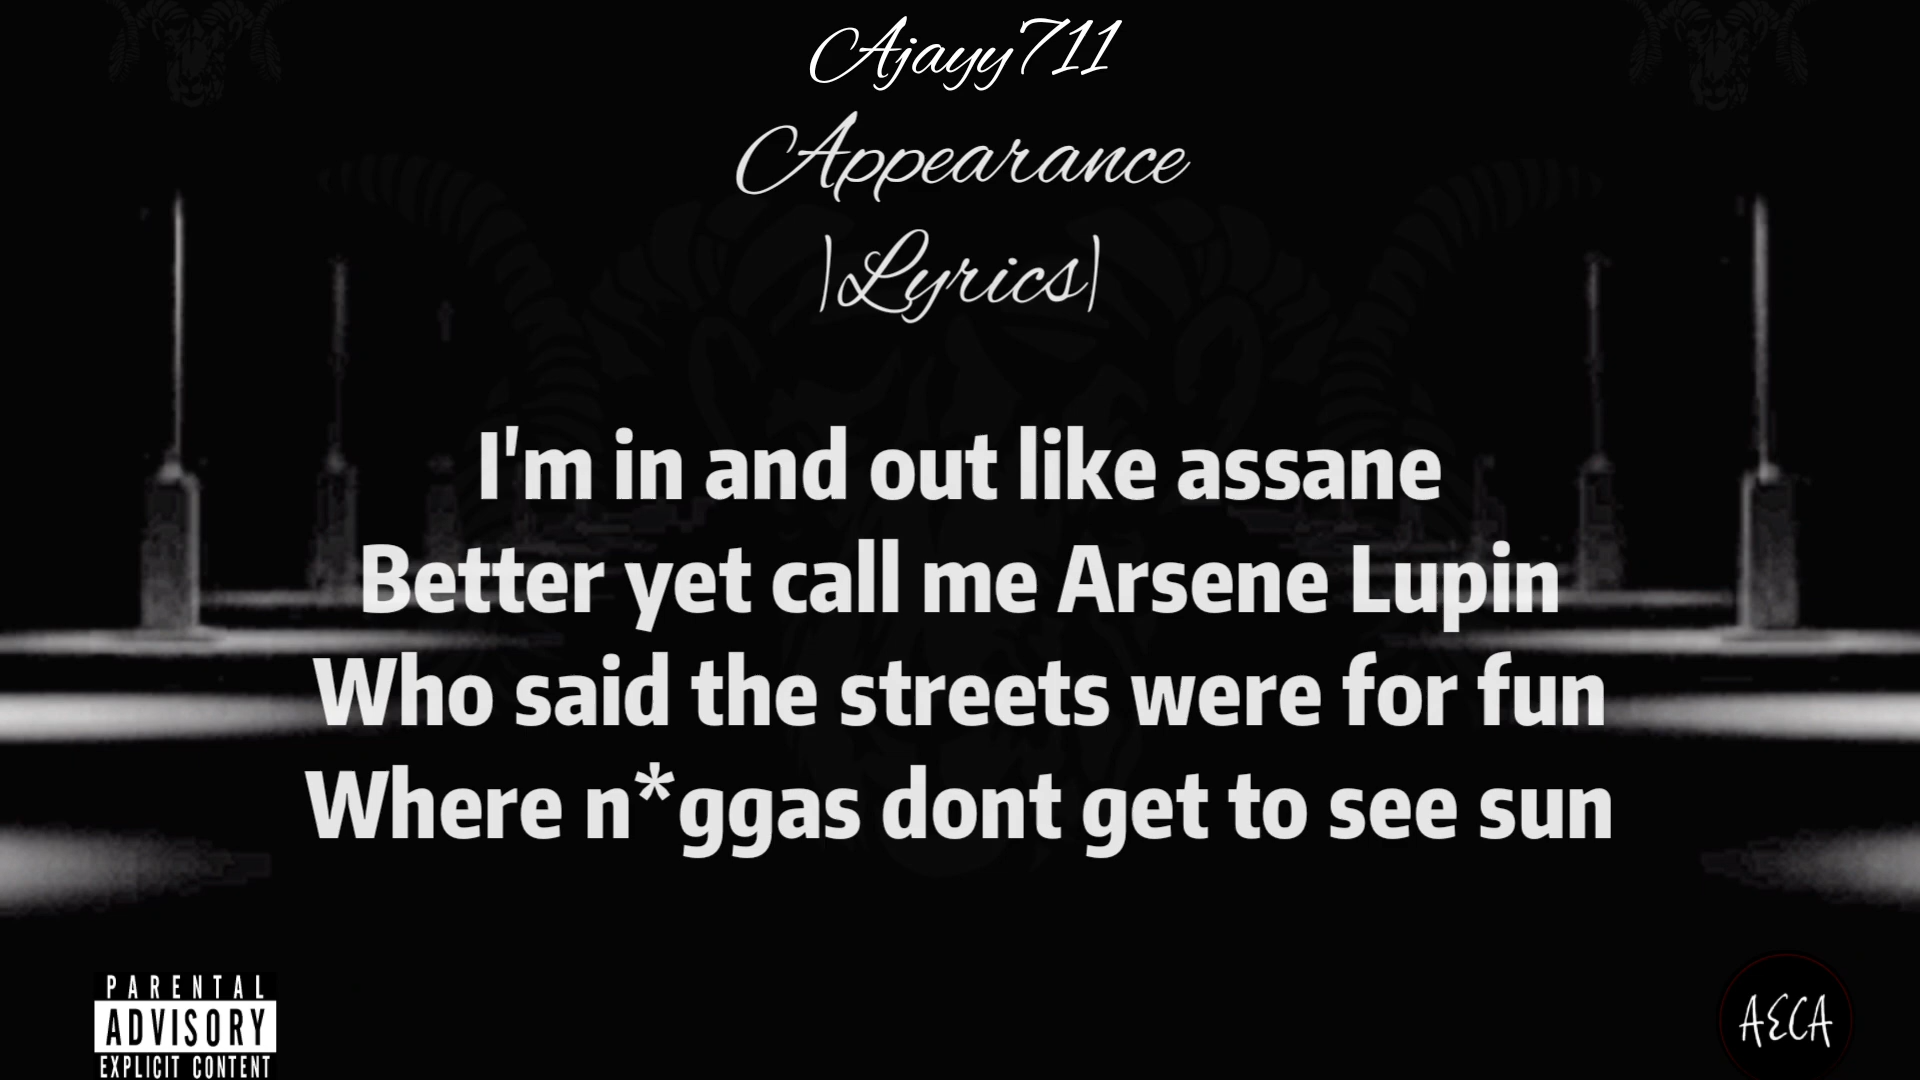 Ajayy711
Appearance
|Lyrics|
I'm in and out like assane
Better yet call me Arsene Lupin
Who said the streets were for fun
Where n*ggas dont get to see sun
PARENTAL
ADVISORY
EXPLICIT CONTENT
AECA